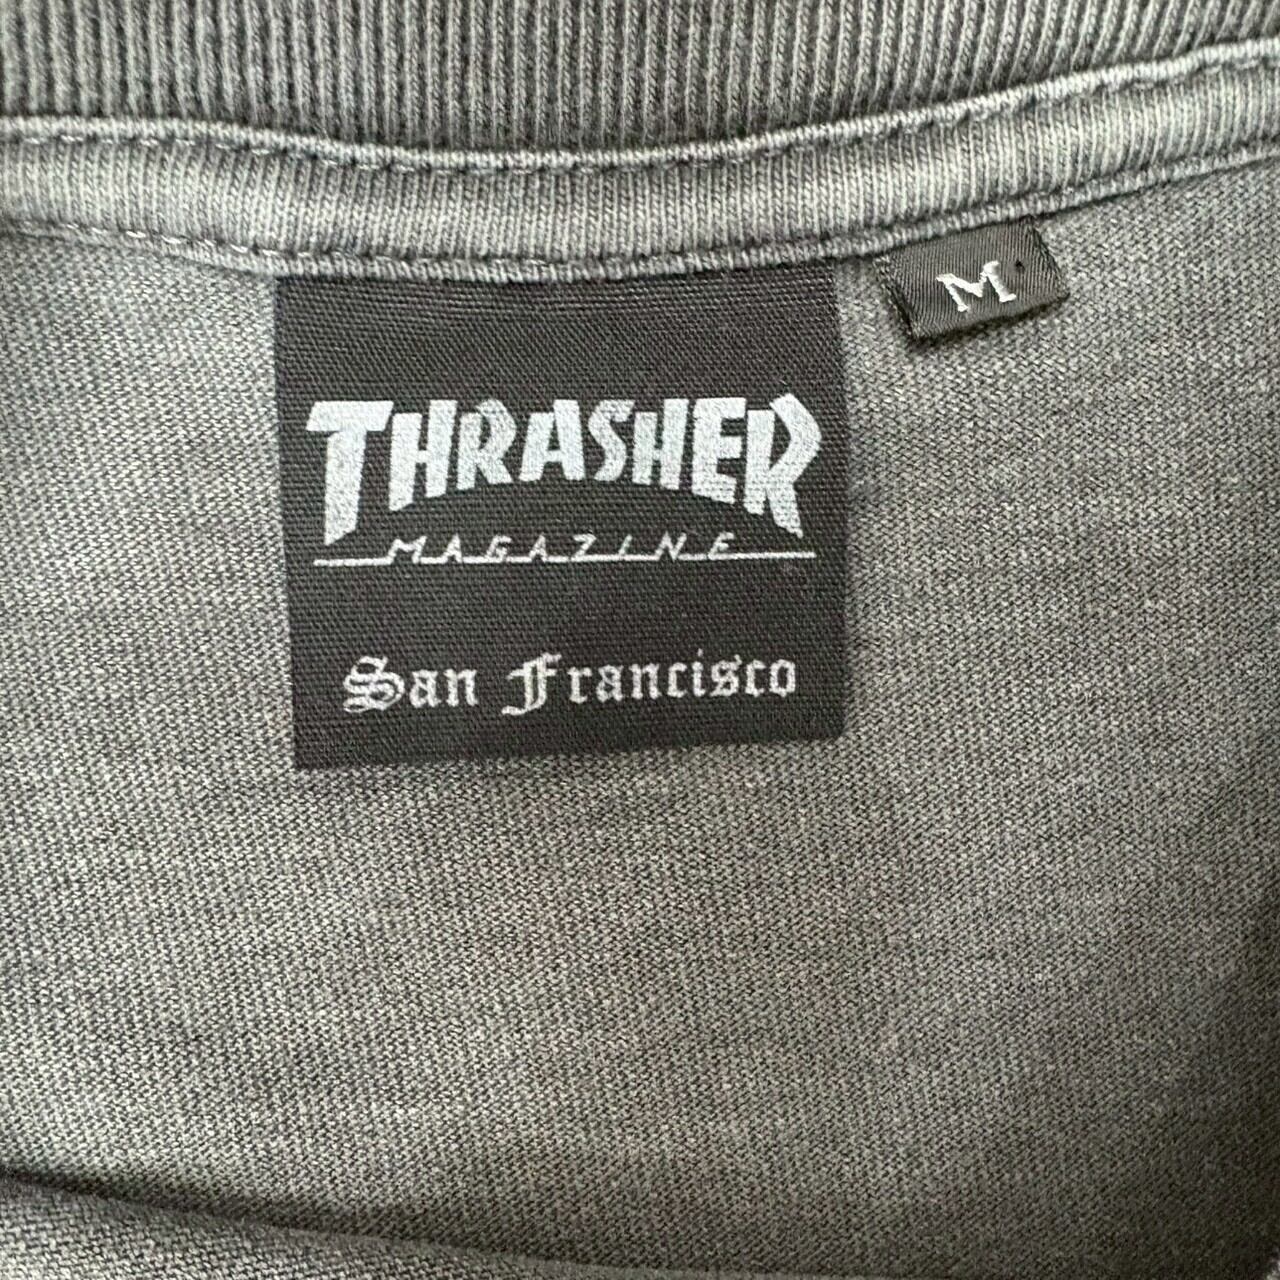 M
THRASHER
MAGAZINE
San Francisco